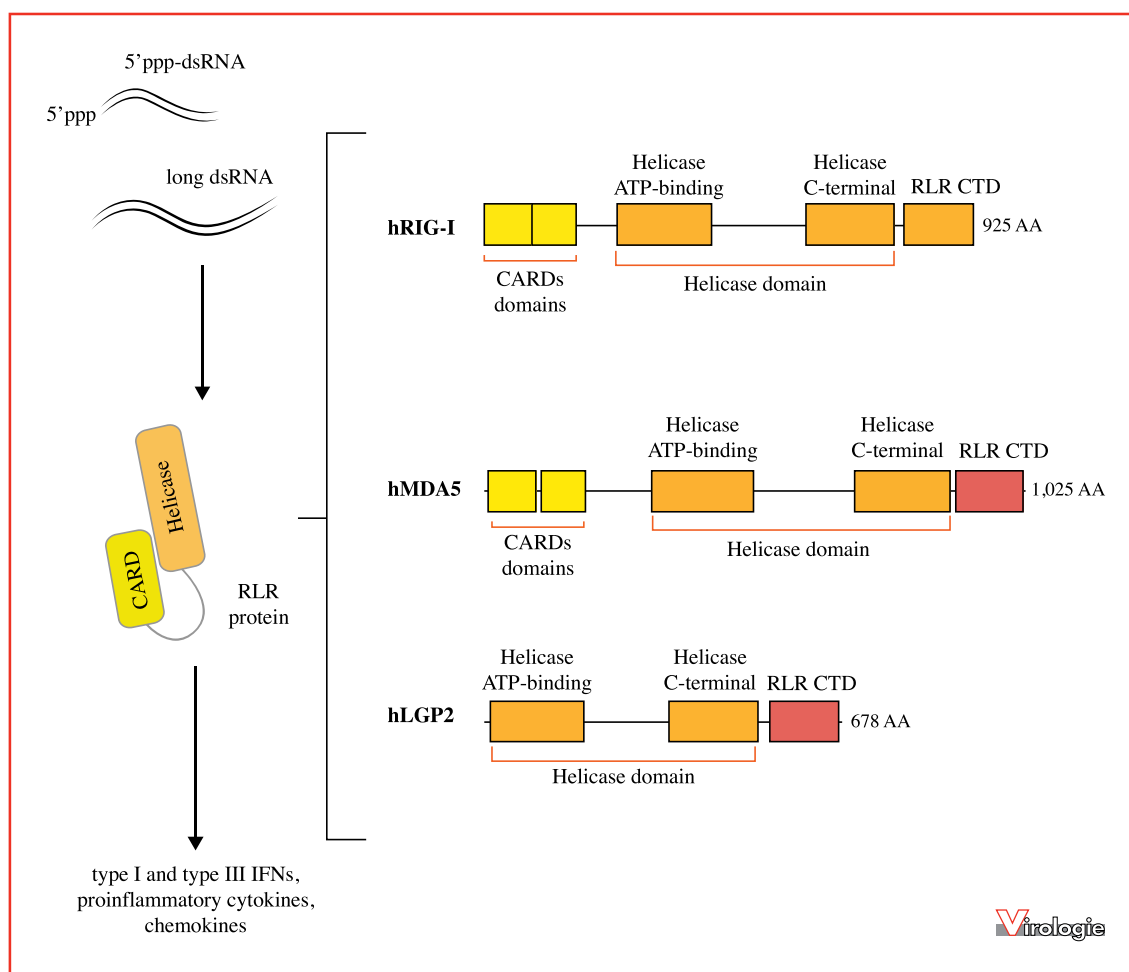 5’ppp-dsRNA
5’ppp
long dsRNA
Helicase
CARD
RLR
protein
type I and type III IFNs,
proinflammatory cytokines,
chemokines
hRIG-I
Helicase
ATP-binding
Helicase
C-terminal
RLR CTD
925 AA
CARDs
domains
Helicase domain
hMDA5
Helicase
ATP-binding
Helicase
C-terminal
RLR CTD
1,025 AA
CARDs
domains
Helicase domain
hLGP2
Helicase
ATP-binding
Helicase
C-terminal
RLR CTD
678 AA
Helicase domain
Virologie